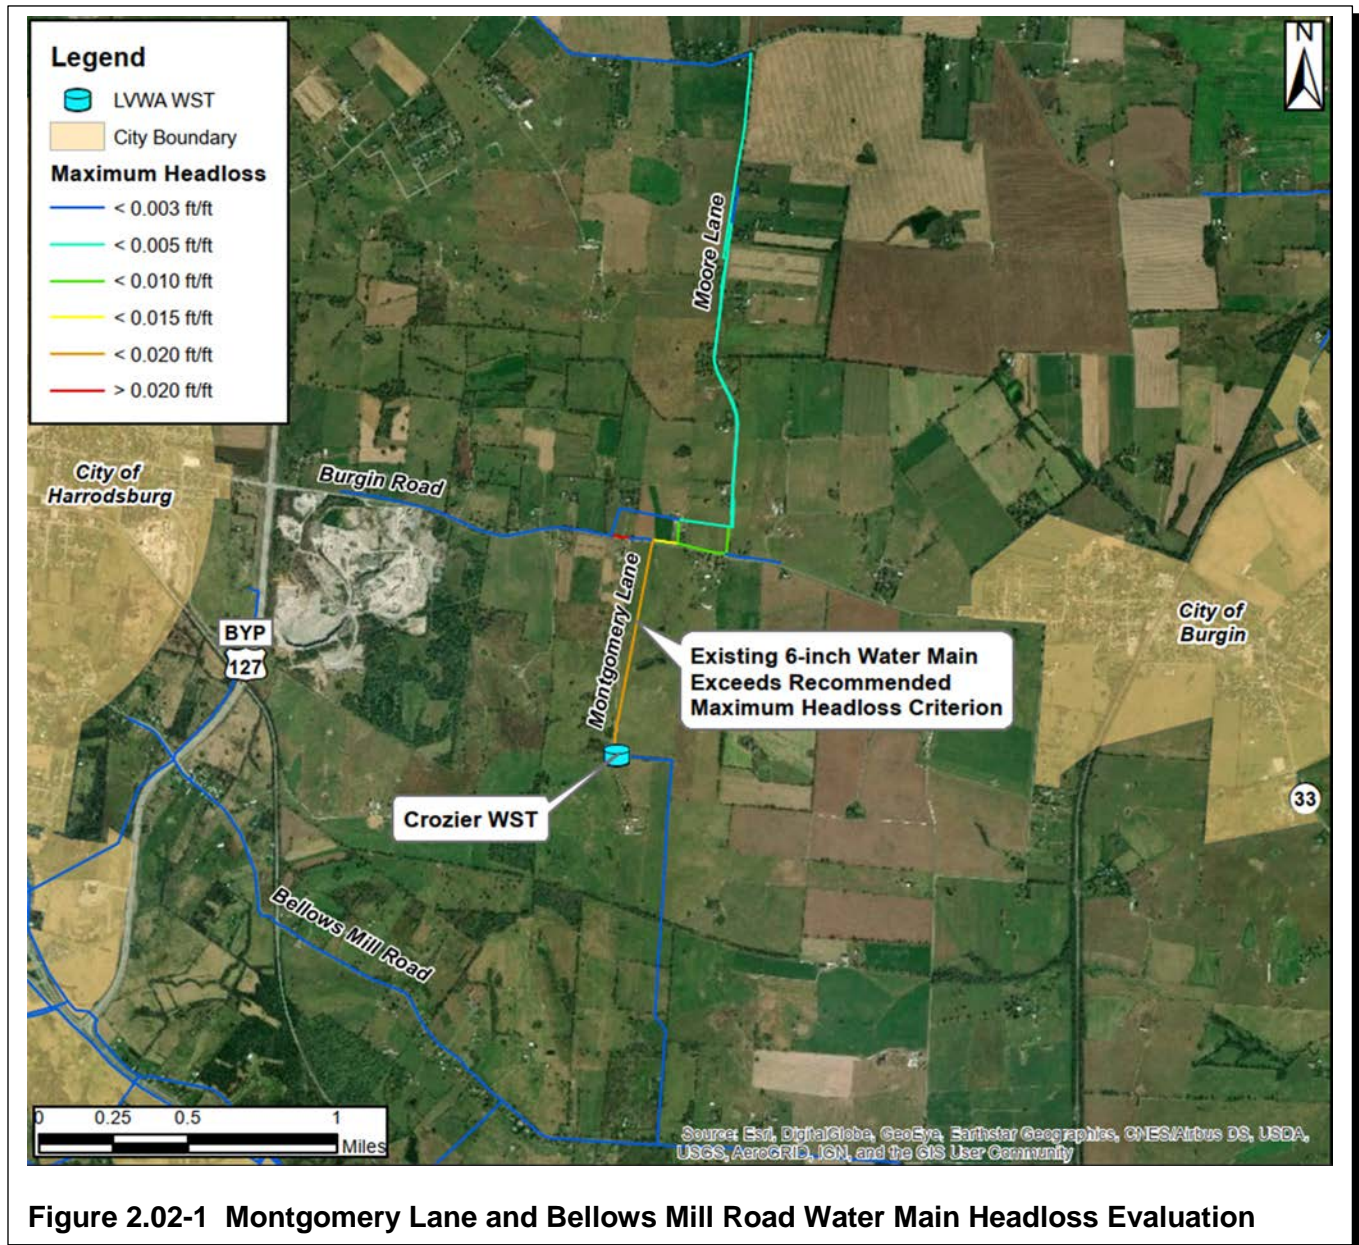 Legend
LVWA WST
City Boundary
Maximum Headloss
< 0.003 ft/ft
< 0.005 ft/ft
< 0.010 ft/ft
< 0.015 ft/ft
< 0.020 ft/ft
> 0.020 ft/ft
N
Moore Lane
City of
Harrodsburg
Burgin Road
Montgomery Lane
BYP
127
City of
Burgin
Existing 6-inch Water Main
Exceeds Recommended
Maximum Headloss Criterion
33
Crozier WST
Bellows Mill Road
0 0.25 0.5 1
Miles
Source: Esri, DigitalGlobe, GeoEye, Earthstar Geographics, CNES/Airbus DS, USDA,
USGS, AeroGRID, IGN, and the GIS User Community
Figure 2.02-1 Montgomery Lane and Bellows Mill Road Water Main Headloss Evaluation